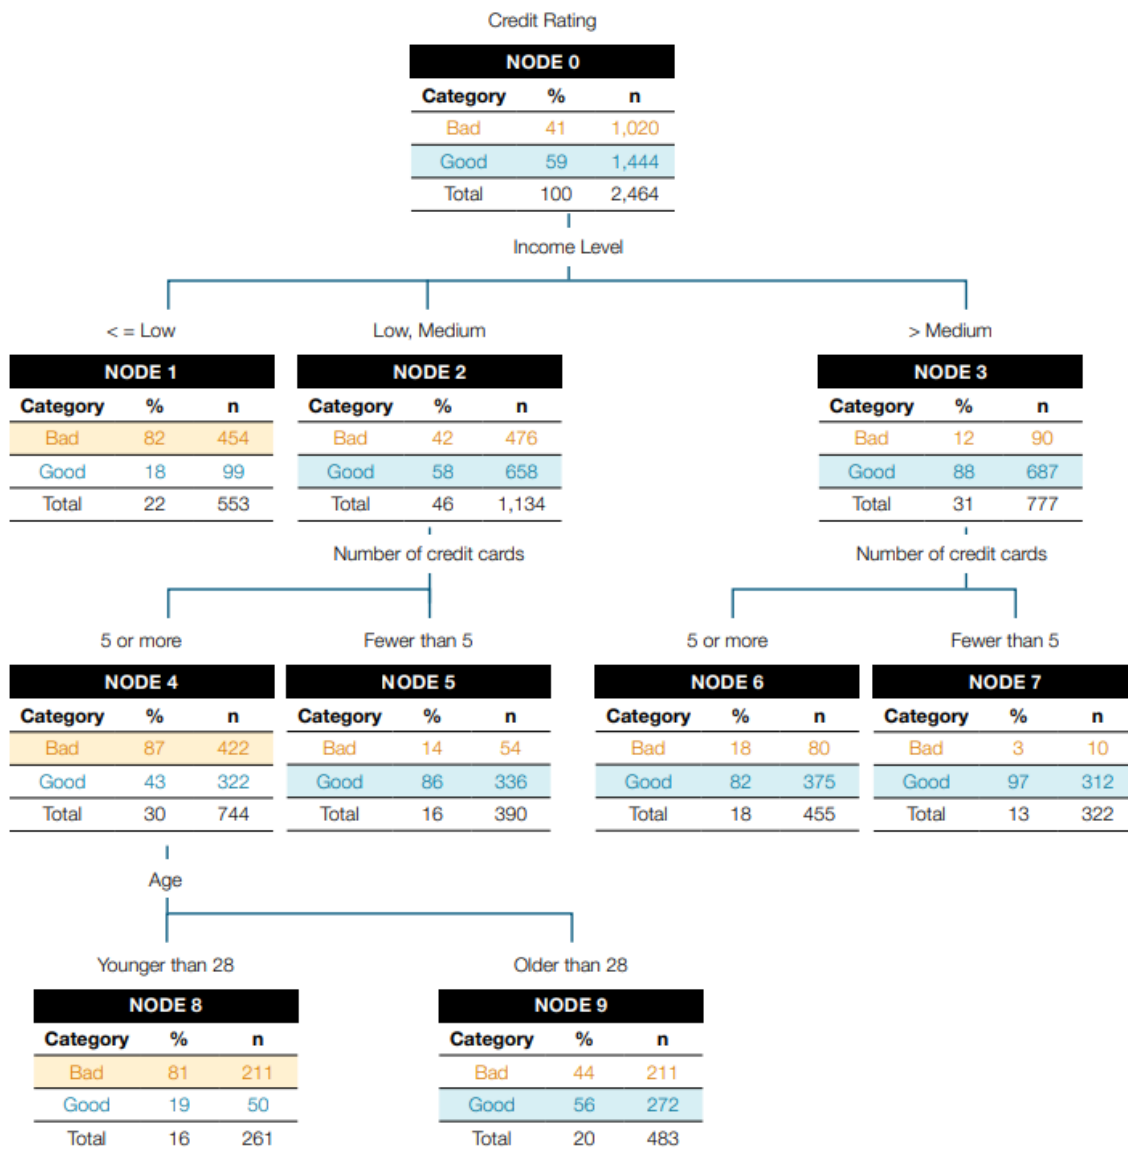 Credit Rating
NODE 0
Category % n
Bad 41 1,020
Good 59 1,444
Total 100 2,464
Income Level
< = Low
NODE 1
Category % n
Bad 82 454
Good 18 99
Total 22 553
Low, Medium
NODE 2
Category % n
Bad 42 476
Good 58 658
Total 46 1,134
> Medium
NODE 3
Category % n
Bad 12 90
Good 88 687
Total 31 777
Number of credit cards
Number of credit cards
5 or more
NODE 4
Category % n
Bad 87 422
Good 43 322
Total 30 744
Fewer than 5
NODE 5
Category % n
Bad 14 54
Good 86 336
Total 16 390
5 or more
NODE 6
Category % n
Bad 18 80
Good 82 375
Total 18 455
Fewer than 5
NODE 7
Category % n
Bad 3 10
Good 97 312
Total 13 322
Age
Younger than 28
NODE 8
Category % n
Bad 81 211
Good 19 50
Total 16 261
Older than 28
NODE 9
Category % n
Bad 44 211
Good 56 272
Total 20 483